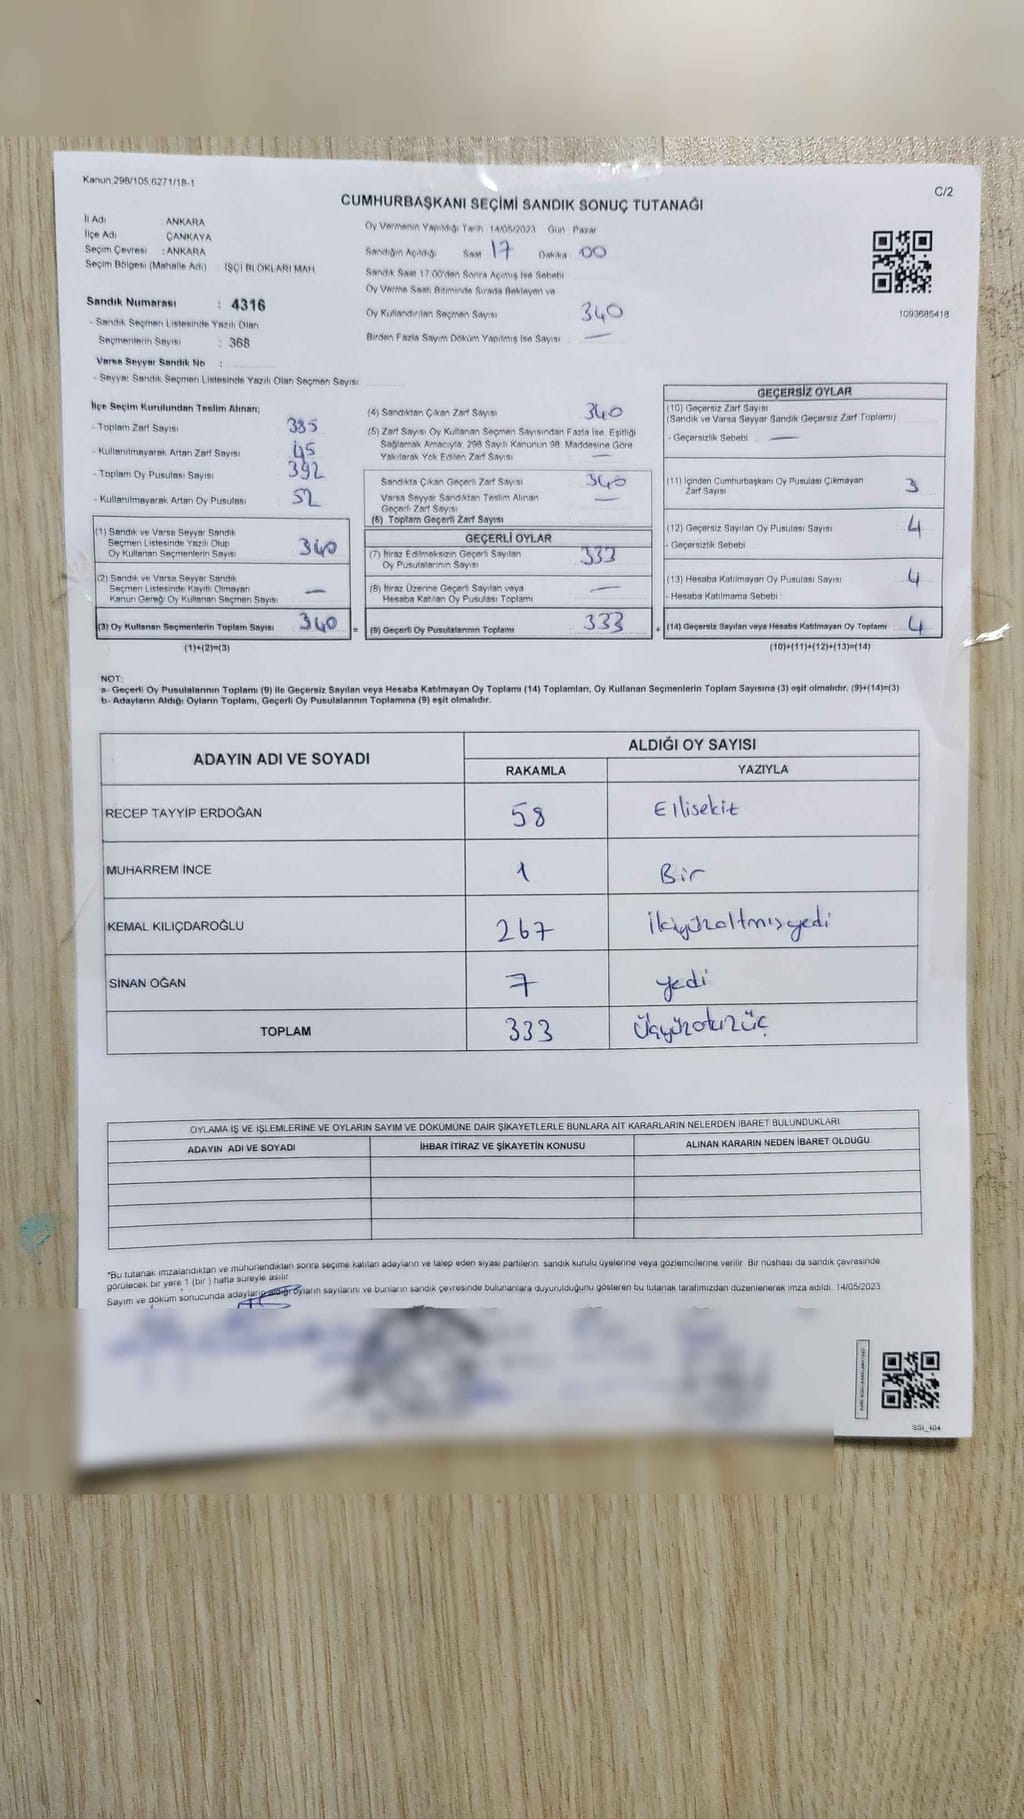 Kanun:298/105,6271/18-1
C/2
CUMHURBAŞKANI SEÇİMİ SANDIK SONUÇ TUTANAĞI
İl Adı : ANKARA
İlçe Adı : ÇANKAYA
Seçim Çevresi : ANKARA
Seçim Bölgesi (Mahalle Adı) : İŞÇİ BLOKLARI MAH.
Sandık Numarası : 4316
- Sandık Seçmen Listesinde Yazılı Olan
Seçmenlerin Sayısı : 368
Varsa Seyyar Sandık No :
- Seyyar Sandık Seçmen Listesinde Yazılı Olan Seçmen Sayısı:
Oy Vermenin Yapıldığı Tarih 14/05/2023 Gün : Pazar
Sandığın Açıldığı Saat 17 Dakika 00
Sandık Saat 17.00'den Sonra Açılmış İse Sebebi
Oy Verme Saati Bitiminde Sırada Bekleyen ve
Oy Kullandırılan Seçmen Sayısı 340
Birden Fazla Sayım Döküm Yapılmış İse Sayısı —
1093685418
İlçe Seçim Kurulundan Teslim Alınan;
- Toplam Zarf Sayısı 385
- Kullanılmayarak Artan Zarf Sayısı 45
- Toplam Oy Pusulası Sayısı 392
- Kullanılmayarak Artan Oy Pusulası 52
(1) Sandık ve Varsa Seyyar Sandık
Seçmen Listesinde Yazılı Olup
Oy Kullanan Seçmenlerin Sayısı 340
(2) Sandık ve Varsa Seyyar Sandık
Seçmen Listesinde Kayıtlı Olmayan
Kanun Gereği Oy Kullanan Seçmen Sayısı —
(3) Oy Kullanan Seçmenlerin Toplam Sayısı 340
(1)+(2)=(3)
=
(4) Sandıktan Çıkan Zarf Sayısı 340
(5) Zarf Sayısı Oy Kullanan Seçmen Sayısından Fazla İse, Eşitliği
Sağlamak Amacıyla, 298 Sayılı Kanunun 98. Maddesine Göre
Yakılarak Yok Edilen Zarf Sayısı —
Sandıkta Çıkan Geçerli Zarf Sayısı 340
Varsa Seyyar Sandıktan Teslim Alınan
Geçerli Zarf Sayısı —
(6) Toplam Geçerli Zarf Sayısı
GEÇERLİ OYLAR
(7) İtiraz Edilmeksizin Geçerli Sayılan
Oy Pusulalarının Sayısı 333
(8) İtiraz Üzerine Geçerli Sayılan veya
Hesaba Katılan Oy Pusulası Toplamı —
(9) Geçerli Oy Pusulalarının Toplamı 333
+
GEÇERSİZ OYLAR
(10) Geçersiz Zarf Sayısı
(Sandık ve Varsa Seyyar Sandık Geçersiz Zarf Toplamı)
- Geçersizlik Sebebi : —
(11) İçinden Cumhurbaşkanı Oy Pusulası Çıkmayan
Zarf Sayısı 3
(12) Geçersiz Sayılan Oy Pusulası Sayısı 4
- Geçersizlik Sebebi :
(13) Hesaba Katılmayan Oy Pusulası Sayısı 4
- Hesaba Katılmama Sebebi :
(14) Geçersiz Sayılan veya Hesaba Katılmayan Oy Toplamı 4
(10)+(11)+(12)+(13)=(14)
NOT:
a- Geçerli Oy Pusulalarının Toplamı (9) ile Geçersiz Sayılan veya Hesaba Katılmayan Oy Toplamı (14) Toplamları, Oy Kullanan Seçmenlerin Toplam Sayısına (3) eşit olmalıdır. (9)+(14)=(3)
b- Adayların Aldığı Oyların Toplamı, Geçerli Oy Pusulalarının Toplamına (9) eşit olmalıdır.
ADAYIN ADI VE SOYADI
ALDIĞI OY SAYISI
RAKAMLA YAZIYLA
RECEP TAYYİP ERDOĞAN 58 Ellisekiz
MUHARREM İNCE 1 Bir
KEMAL KILIÇDAROĞLU 267 İkiyüzaltmışyedi
SİNAN OĞAN 7 yedi
TOPLAM 333 Üçyüzotuzüç
OYLAMA İŞ VE İŞLEMLERİNE VE OYLARIN SAYIM VE DÖKÜMÜNE DAİR ŞİKAYETLERLE BUNLARA AİT KARARLARIN NELERDEN İBARET BULUNDUKLARI
ADAYIN ADI VE SOYADI İHBAR İTİRAZ VE ŞİKAYETİN KONUSU ALINAN KARARIN NEDEN İBARET OLDUĞU
*Bu tutanak imzalandıktan ve mühürlendikten sonra seçime katılan adayların ve talep eden siyasi partilerin sandık kurulu üyelerine veya gözlemcilerine verilir. Bir nüshası da sandık çevresinde
görülecek bir yere 1 (bir ) hafta süreyle asılır.
Sayım ve döküm sonucunda adayların aldığı oyların sayılarını ve bunların sandık çevresinde bulunanlara duyurulduğunu gösteren bu tutanak tarafımızdan düzenlenerek imza edildi. 14/05/2023
SSI_404